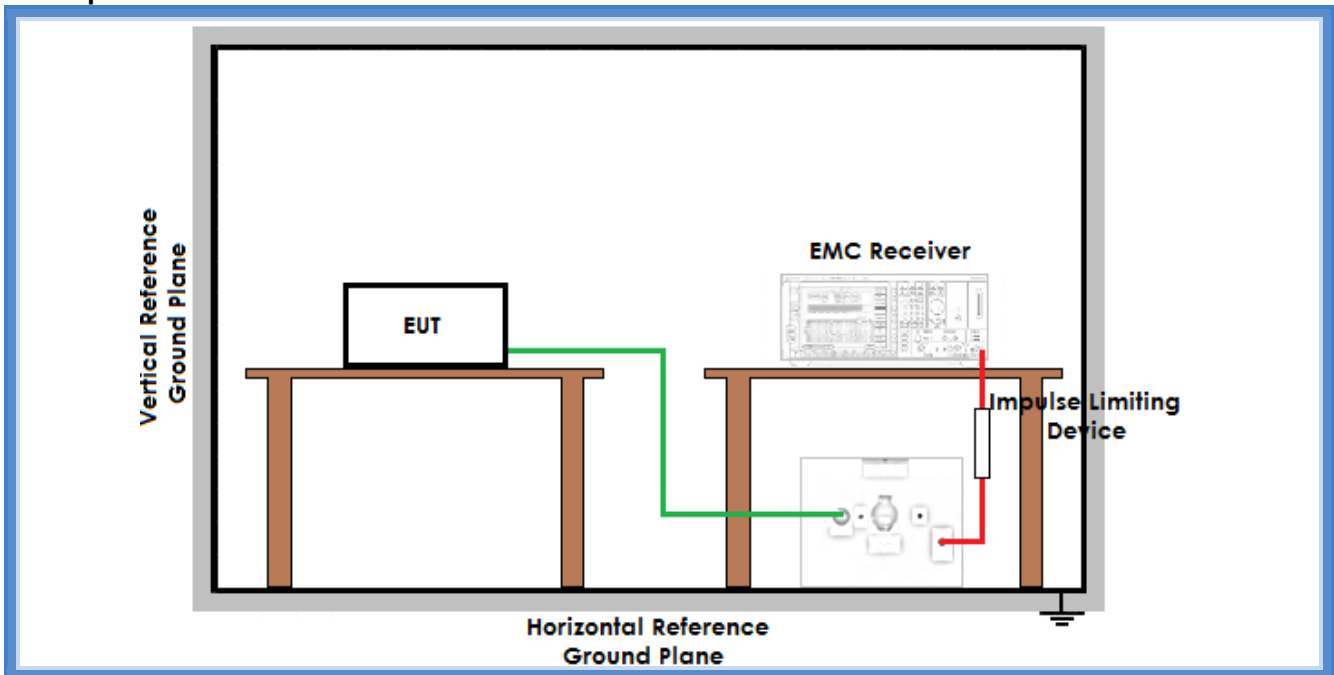 EMC Receiver
Vertical Reference
Ground Plane
EUT
Impulse Limiting
Device
Horizontal Reference
Ground Plane